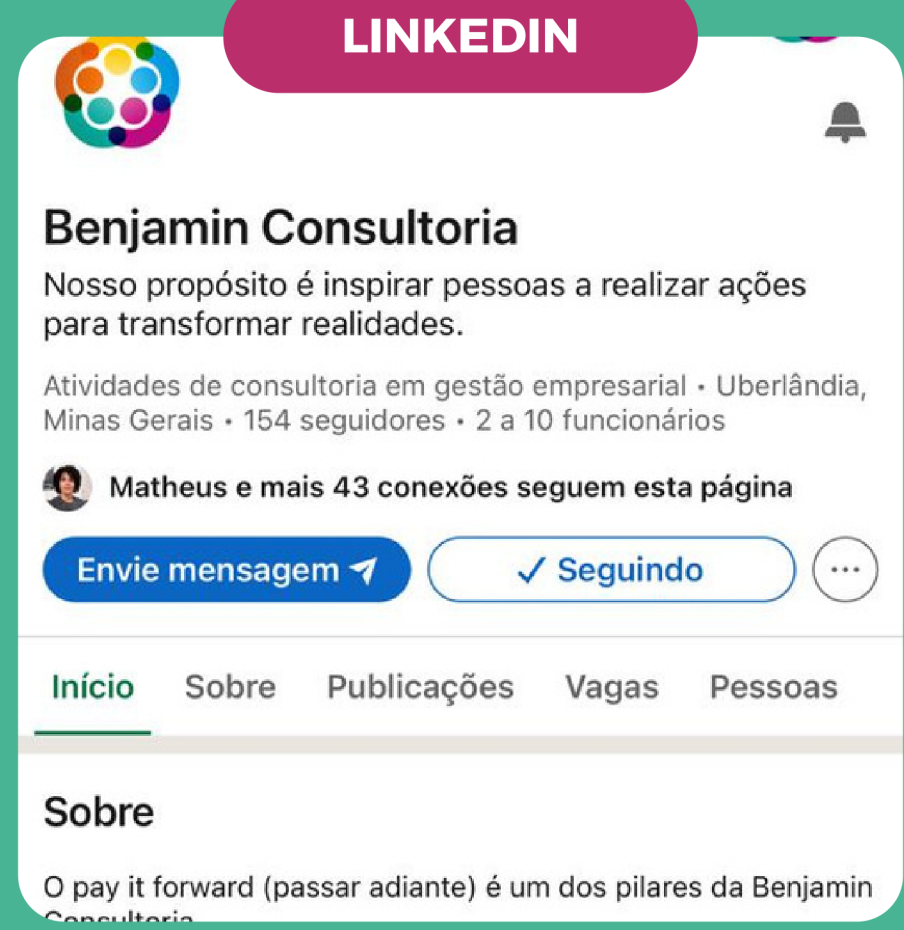 LINKEDIN
Benjamin Consultoria
Nosso propósito é inspirar pessoas a realizar ações
para transformar realidades.
Atividades de consultoria em gestão empresarial • Uberlândia,
Minas Gerais • 154 seguidores • 2 a 10 funcionários
Matheus e mais 43 conexões seguem esta página
Envie mensagem
✓ Seguindo
...
Início Sobre Publicações Vagas Pessoas
Sobre
O pay it forward (passar adiante) é um dos pilares da Benjamin
Consultoria